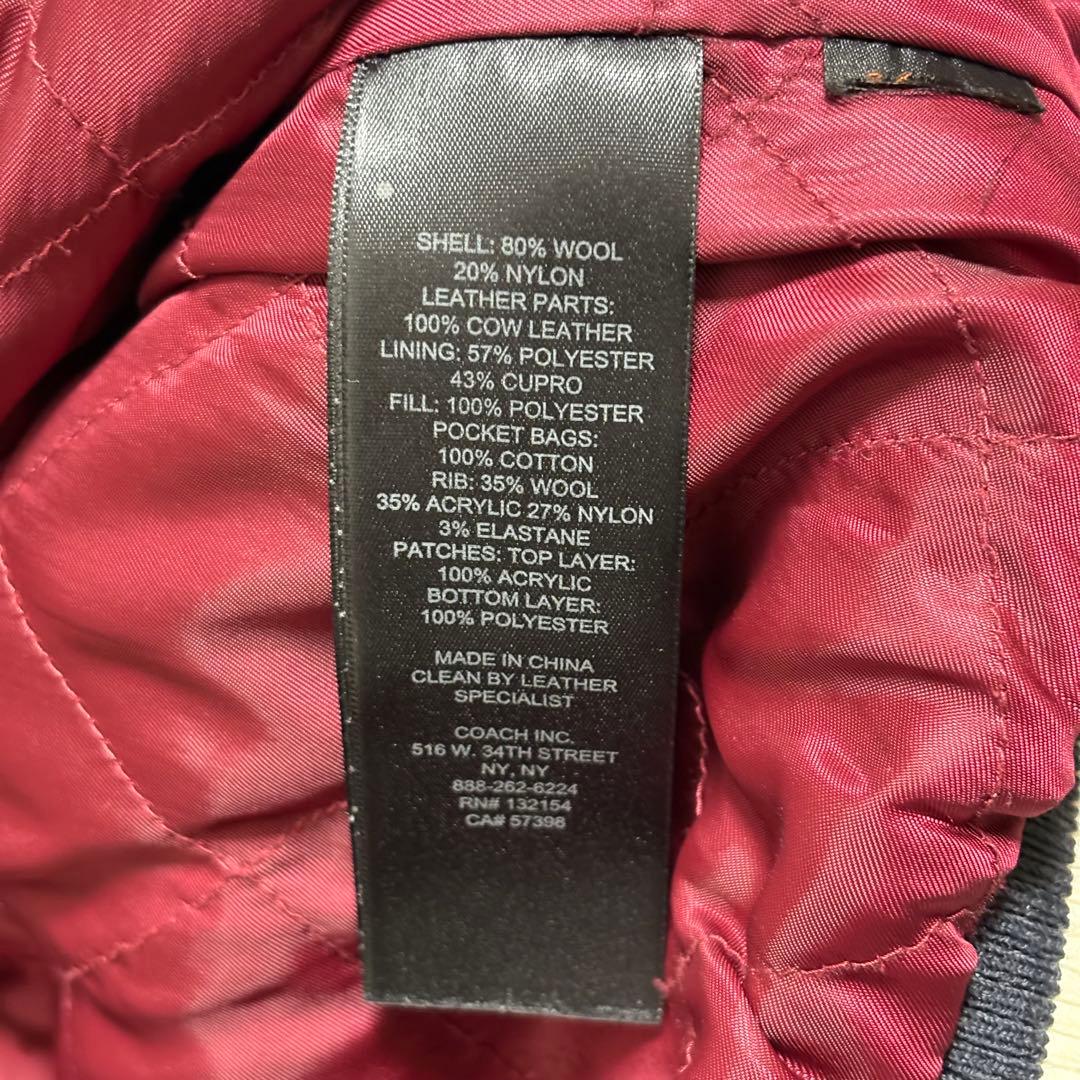 SHELL: 80% WOOL
20% NYLON
LEATHER PARTS:
100% COW LEATHER
LINING: 57% POLYESTER
43% CUPRO
FILL: 100% POLYESTER
POCKET BAGS:
100% COTTON
RIB: 35% WOOL
35% ACRYLIC 27% NYLON
3% ELASTANE
PATCHES: TOP LAYER:
100% ACRYLIC
BOTTOM LAYER:
100% POLYESTER
MADE IN CHINA
CLEAN BY LEATHER
SPECIALIST
COACH INC.
516 W. 34TH STREET
NY, NY
888-262-6224
RN# 132154
CA# 57398